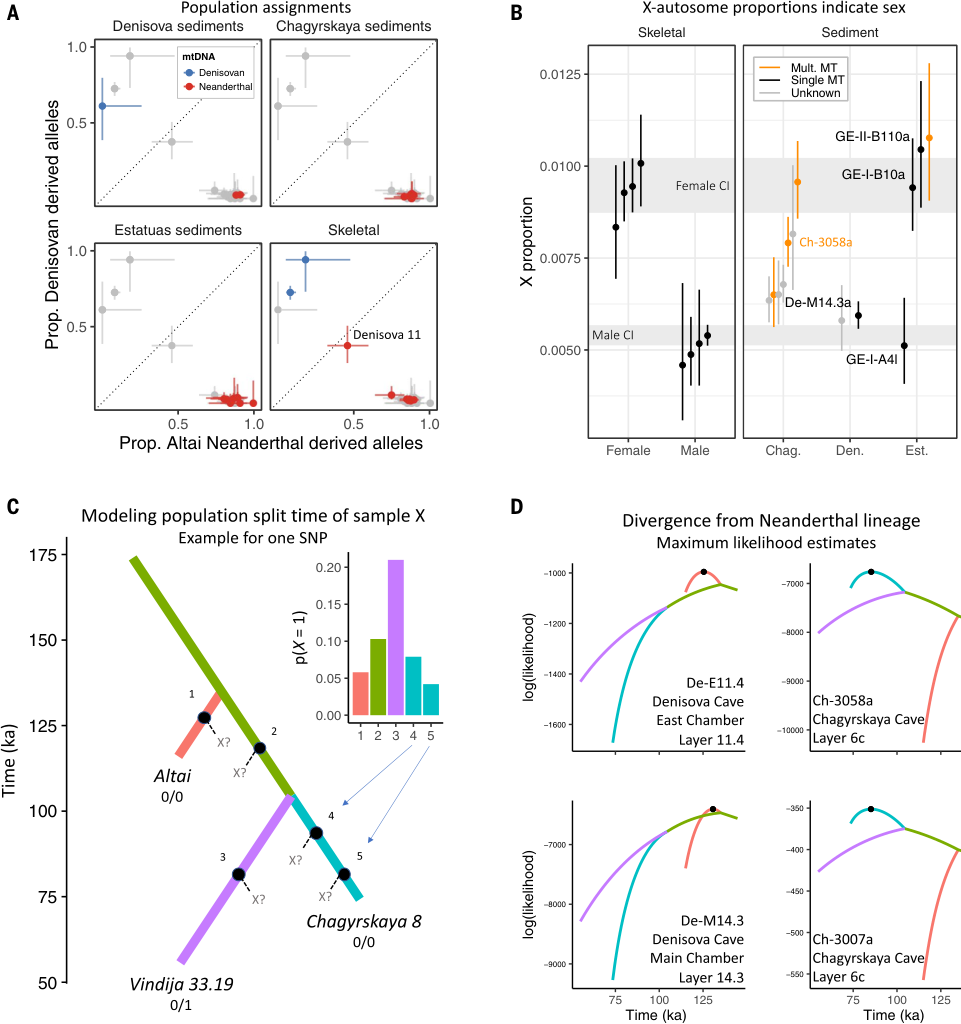 A
Population assignments
Denisova sediments
Chagyrskaya sediments
mtDNA
Denisovan
Neanderthal
1.0
0.5
Estatuas sediments
Skeletal
Denisova 11
1.0
0.5
0.5
1.0
0.5
1.0
Prop. Denisovan derived alleles
Prop. Altai Neanderthal derived alleles
B
X-autosome proportions indicate sex
Skeletal
Sediment
Mult. MT
Single MT
Unknown
0.0125
0.0100
0.0075
0.0050
X proportion
GE-II-B110a
GE-I-B10a
Female CI
Ch-3058a
De-M14.3a
Male CI
GE-I-A4I
Female
Male
Chag.
Den.
Est.
C
Modeling population split time of sample X
Example for one SNP
175
150
125
100
75
50
Time (ka)
0.20
0.15
0.10
0.05
0.00
p(X = 1)
1
2
3
4
5
1
X?
2
X?
Altai
0/0
4
X?
3
X?
5
X?
Chagyrskaya 8
0/0
Vindija 33.19
0/1
D
Divergence from Neanderthal lineage
Maximum likelihood estimates
−1000
−1200
−1400
−1600
log(likelihood)
De-E11.4
Denisova Cave
East Chamber
Layer 11.4
−7000
−8000
−9000
−10000
Ch-3058a
Chagyrskaya Cave
Layer 6c
−7000
−8000
−9000
log(likelihood)
De-M14.3
Denisova Cave
Main Chamber
Layer 14.3
75
100
125
Time (ka)
−350
−400
−450
−500
−550
Ch-3007a
Chagyrskaya Cave
Layer 6c
75
100
125
Time (ka)